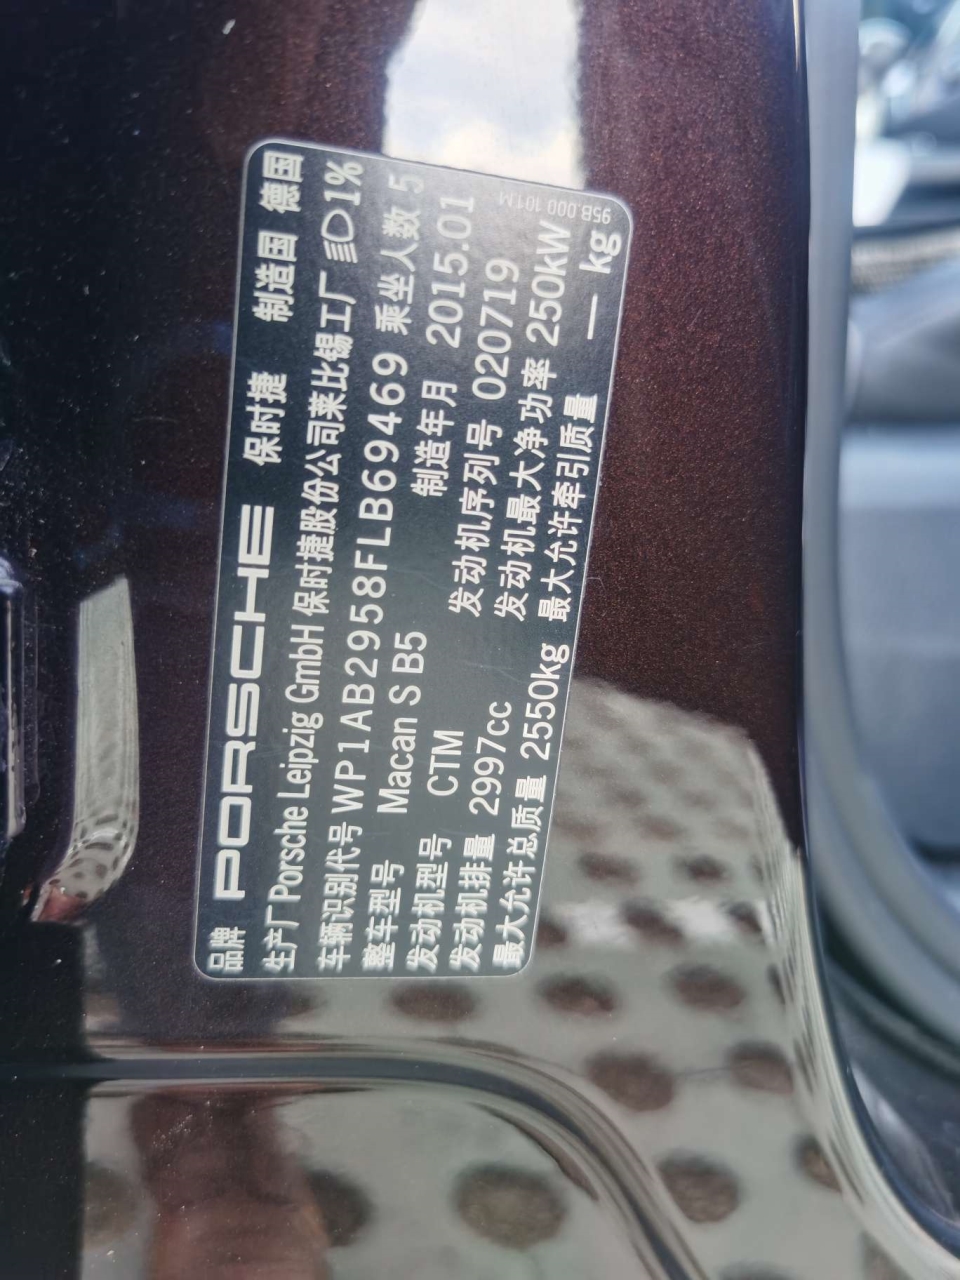 品牌 PORSCHE 保时捷 制造国 德国
生产厂 Porsche Leipzig GmbH 保时捷股份公司莱比锡工厂 1%
车辆识别代号 WP1AB2958FLB69469 乘坐人数 5
整车型号 Macan S B5 制造年月 2015.01
发动机型号 CTM 发动机序列号 020719
发动机排量 2997cc 发动机最大净功率 250kW
最大允许总质量 2550kg 最大允许牵引质量 — kg
95B.000.101.M